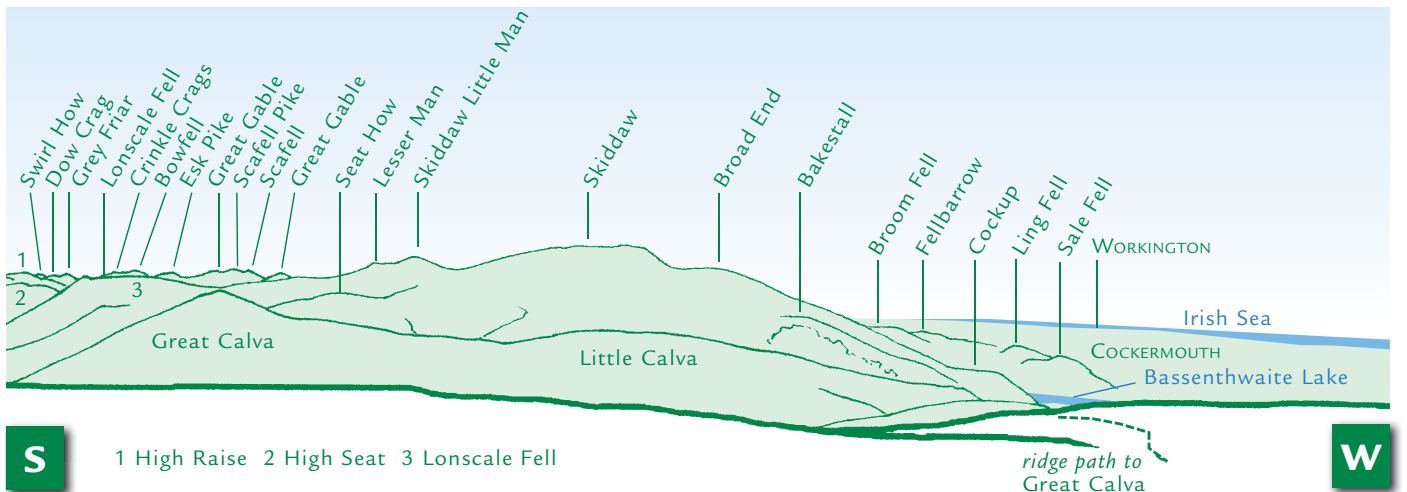 Swirl How
Dow Crag
Grey Friar
Lonscale Fell
Crinkle Crags
Bowfell
Esk Pike
Great Gable
Scafell Pike
Scafell
Great Gable
Seat How
Lesser Man
Skiddaw Little Man
Skiddaw
Broad End
Bakestall
Broom Fell
Fellbarrow
Cockup
Ling Fell
Sale Fell
WORKINGTON
1
2
3
Irish Sea
Great Calva
Little Calva
COCKERMOUTH
Bassenthwaite Lake
S
1 High Raise 2 High Seat 3 Lonscale Fell
ridge path to
Great Calva
W